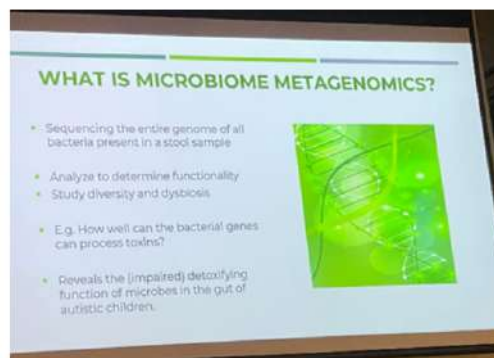 WHAT IS MICROBIOME METAGENOMICS?
Sequencing the entire genome of all
bacteria present in a stool sample
Analyze to determine functionality
Study diversity and dysbiosis
E.g. How well can the bacterial genes
can process toxins?
Reveals the (impaired) detoxifying
function of microbes in the gut of
autistic children.